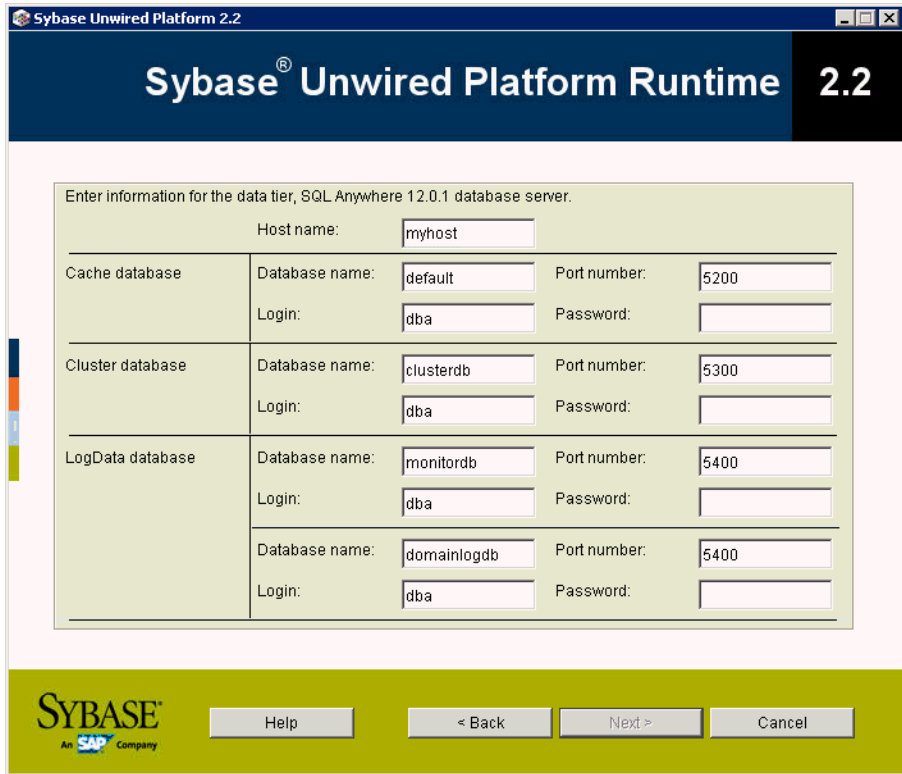 Sybase Unwired Platform 2.2
Sybase® Unwired Platform Runtime 2.2
Enter information for the data tier, SQL Anywhere 12.0.1 database server.
Host name: myhost
Cache database Database name: default Port number: 5200
Login: dba Password:
Cluster database Database name: clusterdb Port number: 5300
Login: dba Password:
LogData database Database name: monitordb Port number: 5400
Login: dba Password:
Database name: domainlogdb Port number: 5400
Login: dba Password:
SYBASE®
An SAP Company
Help < Back Next > Cancel